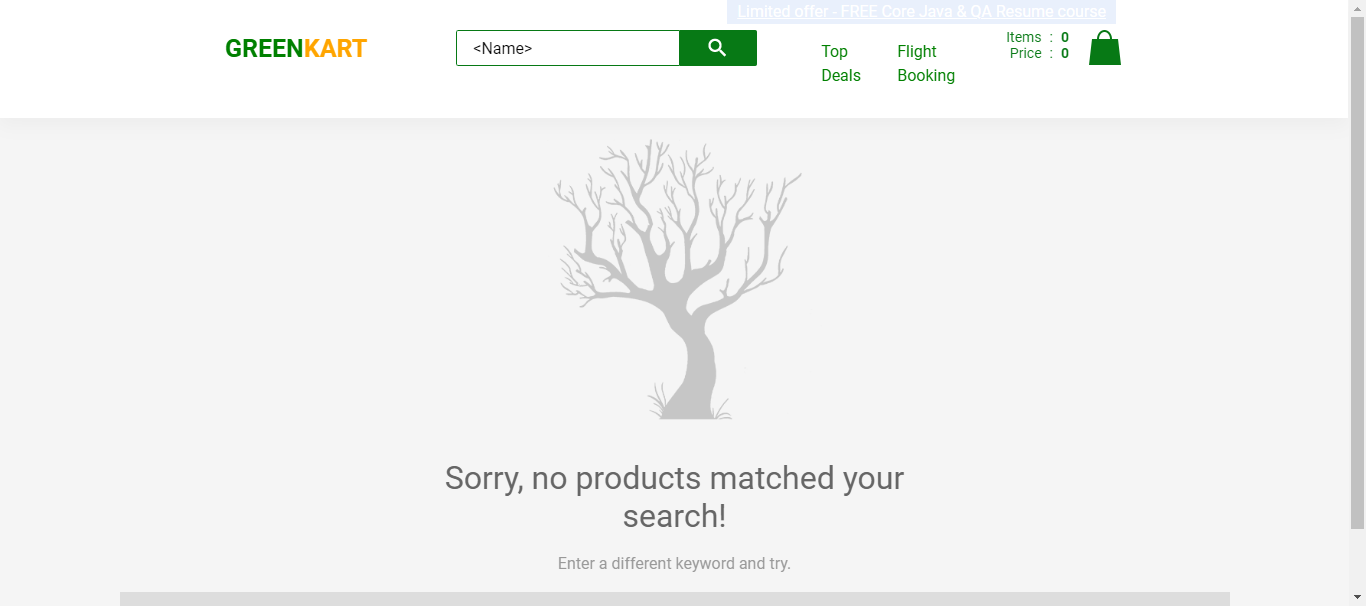 Limited offer - FREE Core Java & QA Resume course
GREENKART
<Name>
Top
Deals
Flight
Booking
Items : 0
Price : 0
Sorry, no products matched your
search!
Enter a different keyword and try.